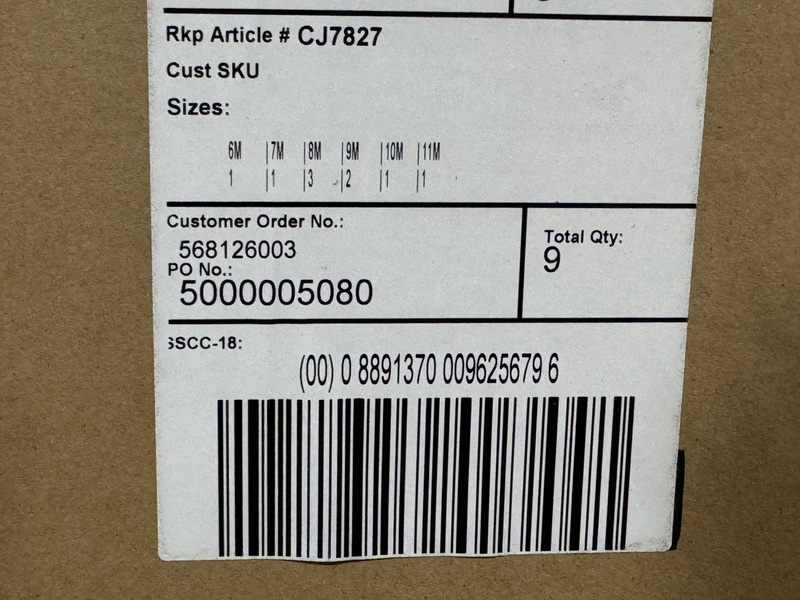 Rkp Article # CJ7827
Cust SKU
Sizes:
6M |7M |8M |9M |10M |11M
1 |1 |3 |2 |1 |1
Customer Order No.:
568126003
PO No.:
5000005080
Total Qty:
9
SSCC-18:
(00) 0 8891370 009625679 6